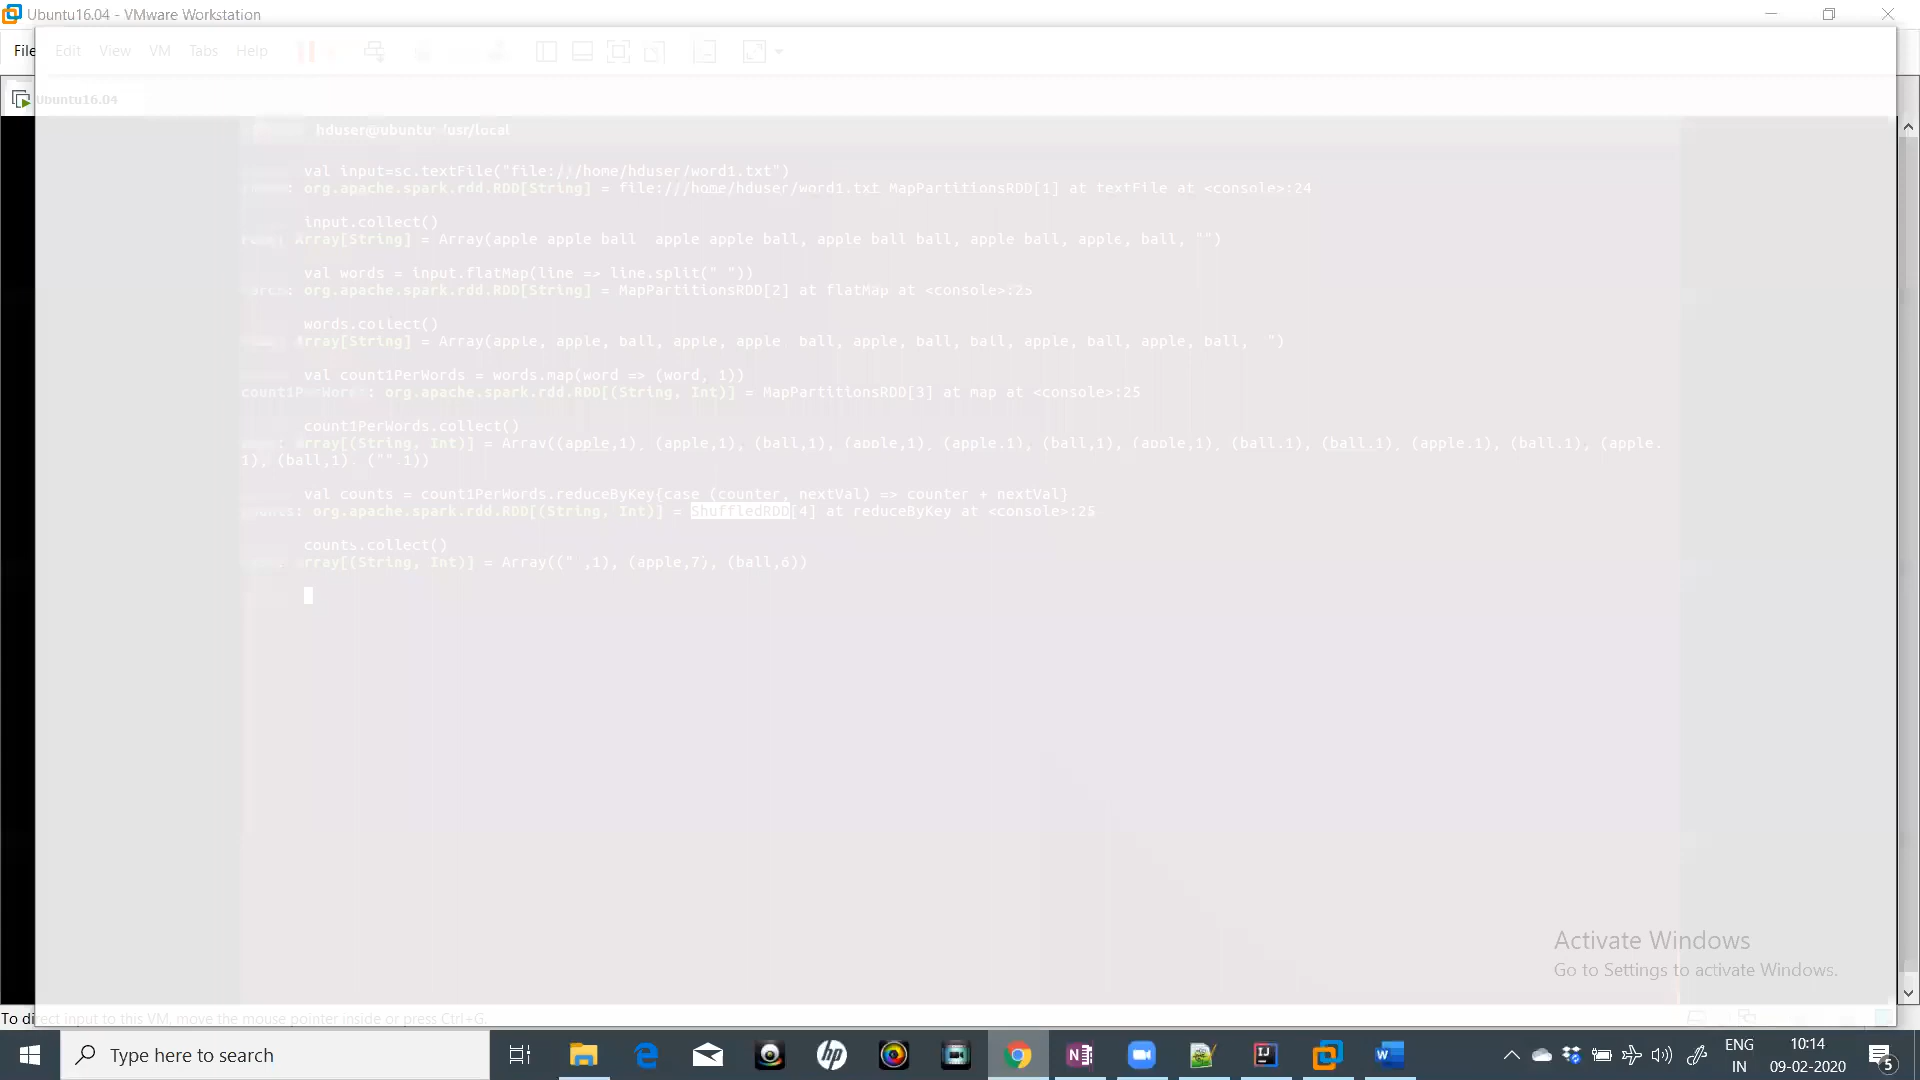 Ubuntu16.04 - VMware Workstation
File Edit View VM Tabs Help
Ubuntu16.04
hduser@ubuntu: /usr/local
val input=sc.textFile("file:///home/hduser/word1.txt")
: org.apache.spark.rdd.RDD[String] = file:///home/hduser/word1.txt MapPartitionsRDD[1] at textFile at <console>:24
input.collect()
Array[String] = Array(apple apple ball apple apple ball, apple ball ball, apple ball, apple, ball, "")
val words = input.flatMap(line => line.split(" "))
: org.apache.spark.rdd.RDD[String] = MapPartitionsRDD[2] at flatMap at <console>:25
words.collect()
Array[String] = Array(apple, apple, ball, apple, apple ball, apple, ball, ball, apple, ball, apple, ball, ")
val count1PerWords = words.map(word => (word, 1))
count1PerWords: org.apache.spark.rdd.RDD[(String, Int)] = MapPartitionsRDD[3] at map at <console>:25
count1PerWords.collect()
: Array[(String, Int)] = Array((apple,1), (apple,1), (ball,1), (apple,1), (apple,1), (ball,1), (apple,1), (ball,1), (ball,1), (apple,1), (ball,1), (apple,
1), (ball,1), ("",1))
val counts = count1PerWords.reduceByKey{case (counter, nextVal) => counter + nextVal}
counts: org.apache.spark.rdd.RDD[(String, Int)] = ShuffledRDD[4] at reduceByKey at <console>:25
counts.collect()
Array[(String, Int)] = Array((" ,1), (apple,7), (ball,6))
Activate Windows
Go to Settings to activate Windows.
To direct input to this VM, move the mouse pointer inside or press Ctrl+G.
Type here to search
ENG
IN
10:14
09-02-2020
5